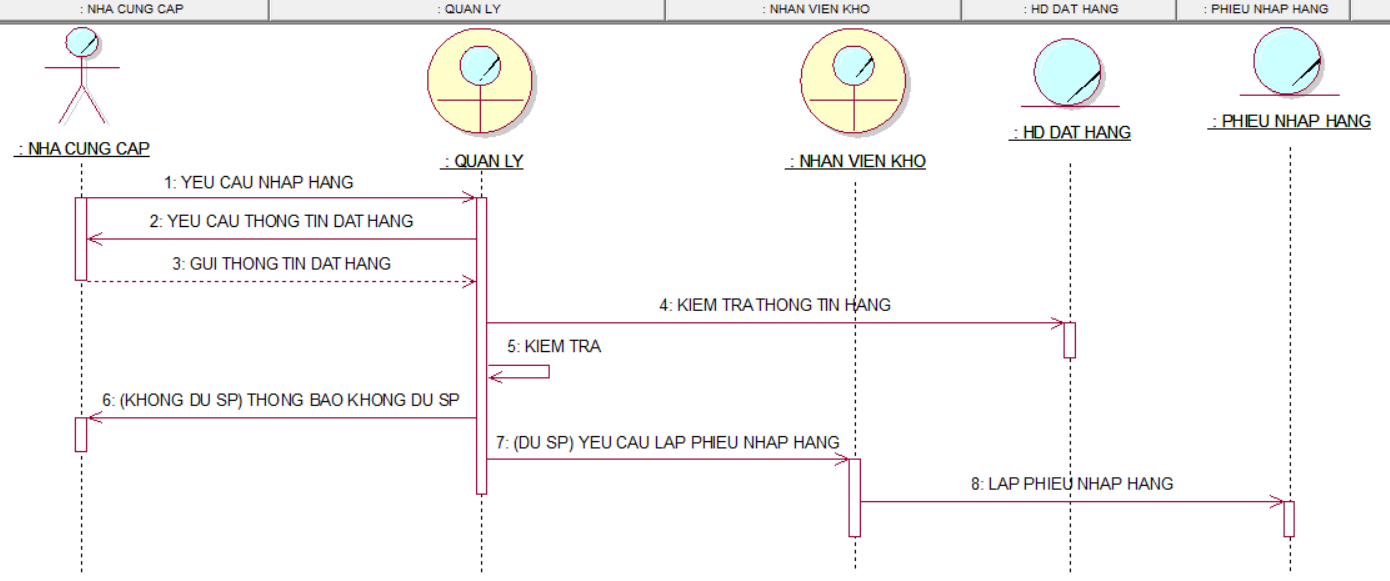 : NHA CUNG CAP
: QUAN LY
: NHAN VIEN KHO
: HD DAT HANG
: PHIEU NHAP HANG
: NHA CUNG CAP
: QUAN LY
: NHAN VIEN KHO
: HD DAT HANG
: PHIEU NHAP HANG
1: YEU CAU NHAP HANG
2: YEU CAU THONG TIN DAT HANG
3: GUI THONG TIN DAT HANG
4: KIEM TRA THONG TIN HANG
5: KIEM TRA
6: (KHONG DU SP) THONG BAO KHONG DU SP
7: (DU SP) YEU CAU LAP PHIEU NHAP HANG
8: LAP PHIEU NHAP HANG